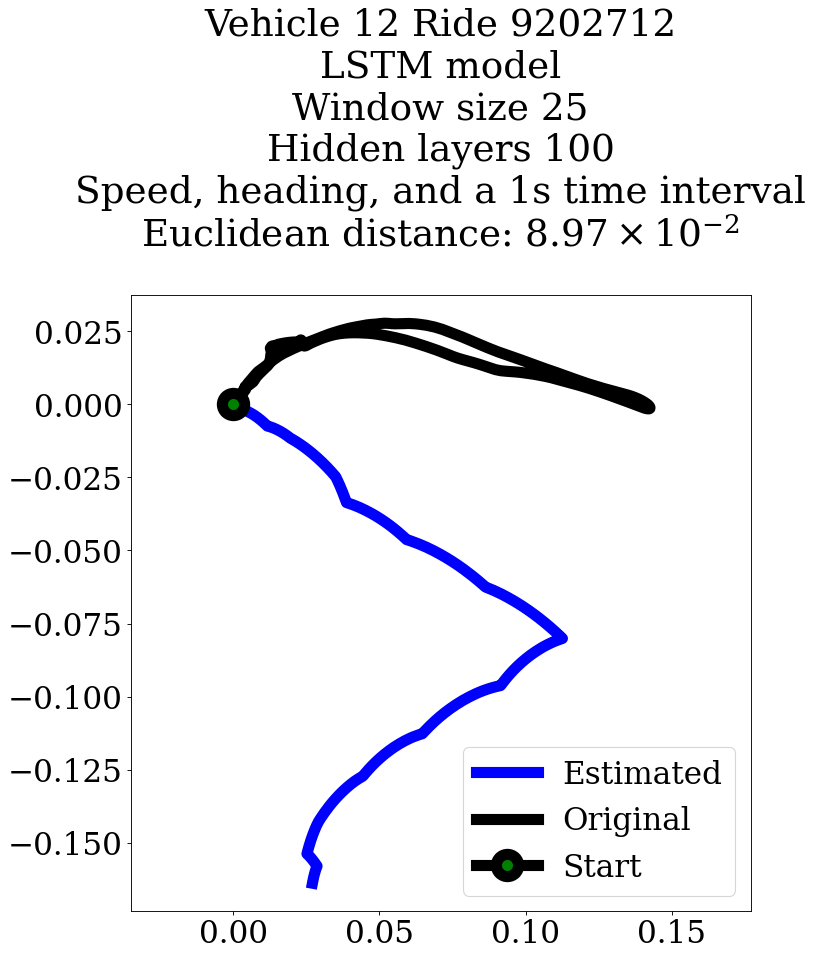 Vehicle 12 Ride 9202712
LSTM model
Window size 25
Hidden layers 100
Speed, heading, and a 1s time interval
Euclidean distance: 8.97 × 10⁻²
0.025
0.000
−0.025
−0.050
−0.075
−0.100
−0.125
−0.150
Estimated
Original
Start
0.00 0.05 0.10 0.15